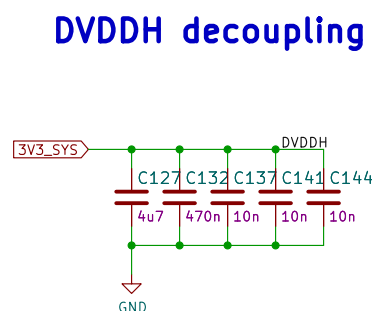 DVDDH decoupling
3V3_SYS
DVDDH
C127 C132 C137 C141 C144
4u7 470n 10n 10n 10n
GND